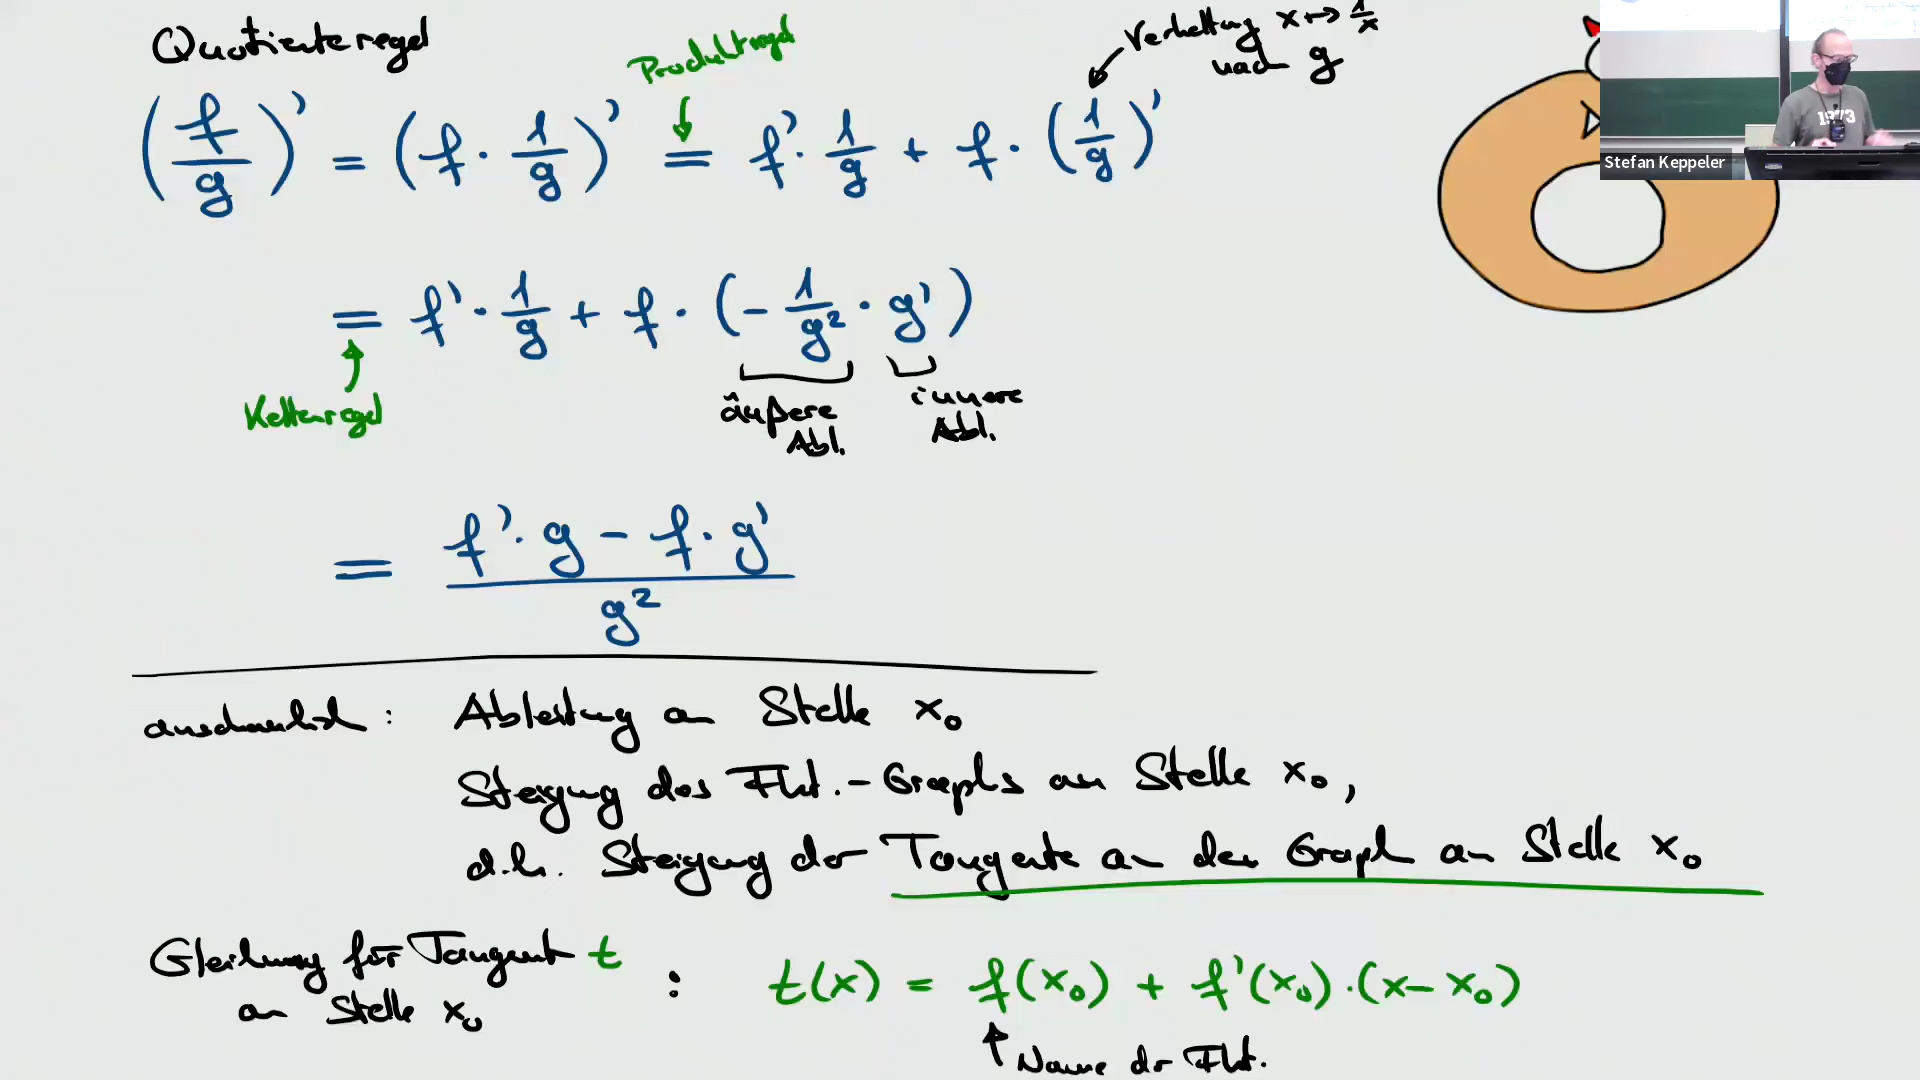 Quotientenregel
Produktregel
Verkettung x ↦ 1/x
nach g
(f/g)' = (f · 1/g)' = f' · 1/g + f · (1/g)'
= f' · 1/g + f · (- 1/g² · g')
Kettenregel
äußere Abl.
innere Abl.
= (f' · g - f · g') / g²
anschaulich: Ableitung an Stelle x₀
Steigung des Fkt.-Graphs an Stelle x₀,
d.h. Steigung der Tangente an den Graph an Stelle x₀
Gleichung für Tangente t
an Stelle x₀
: t(x) = f(x₀) + f'(x₀) · (x - x₀)
↑ Name der Fkt.
Stefan Keppeler
1973